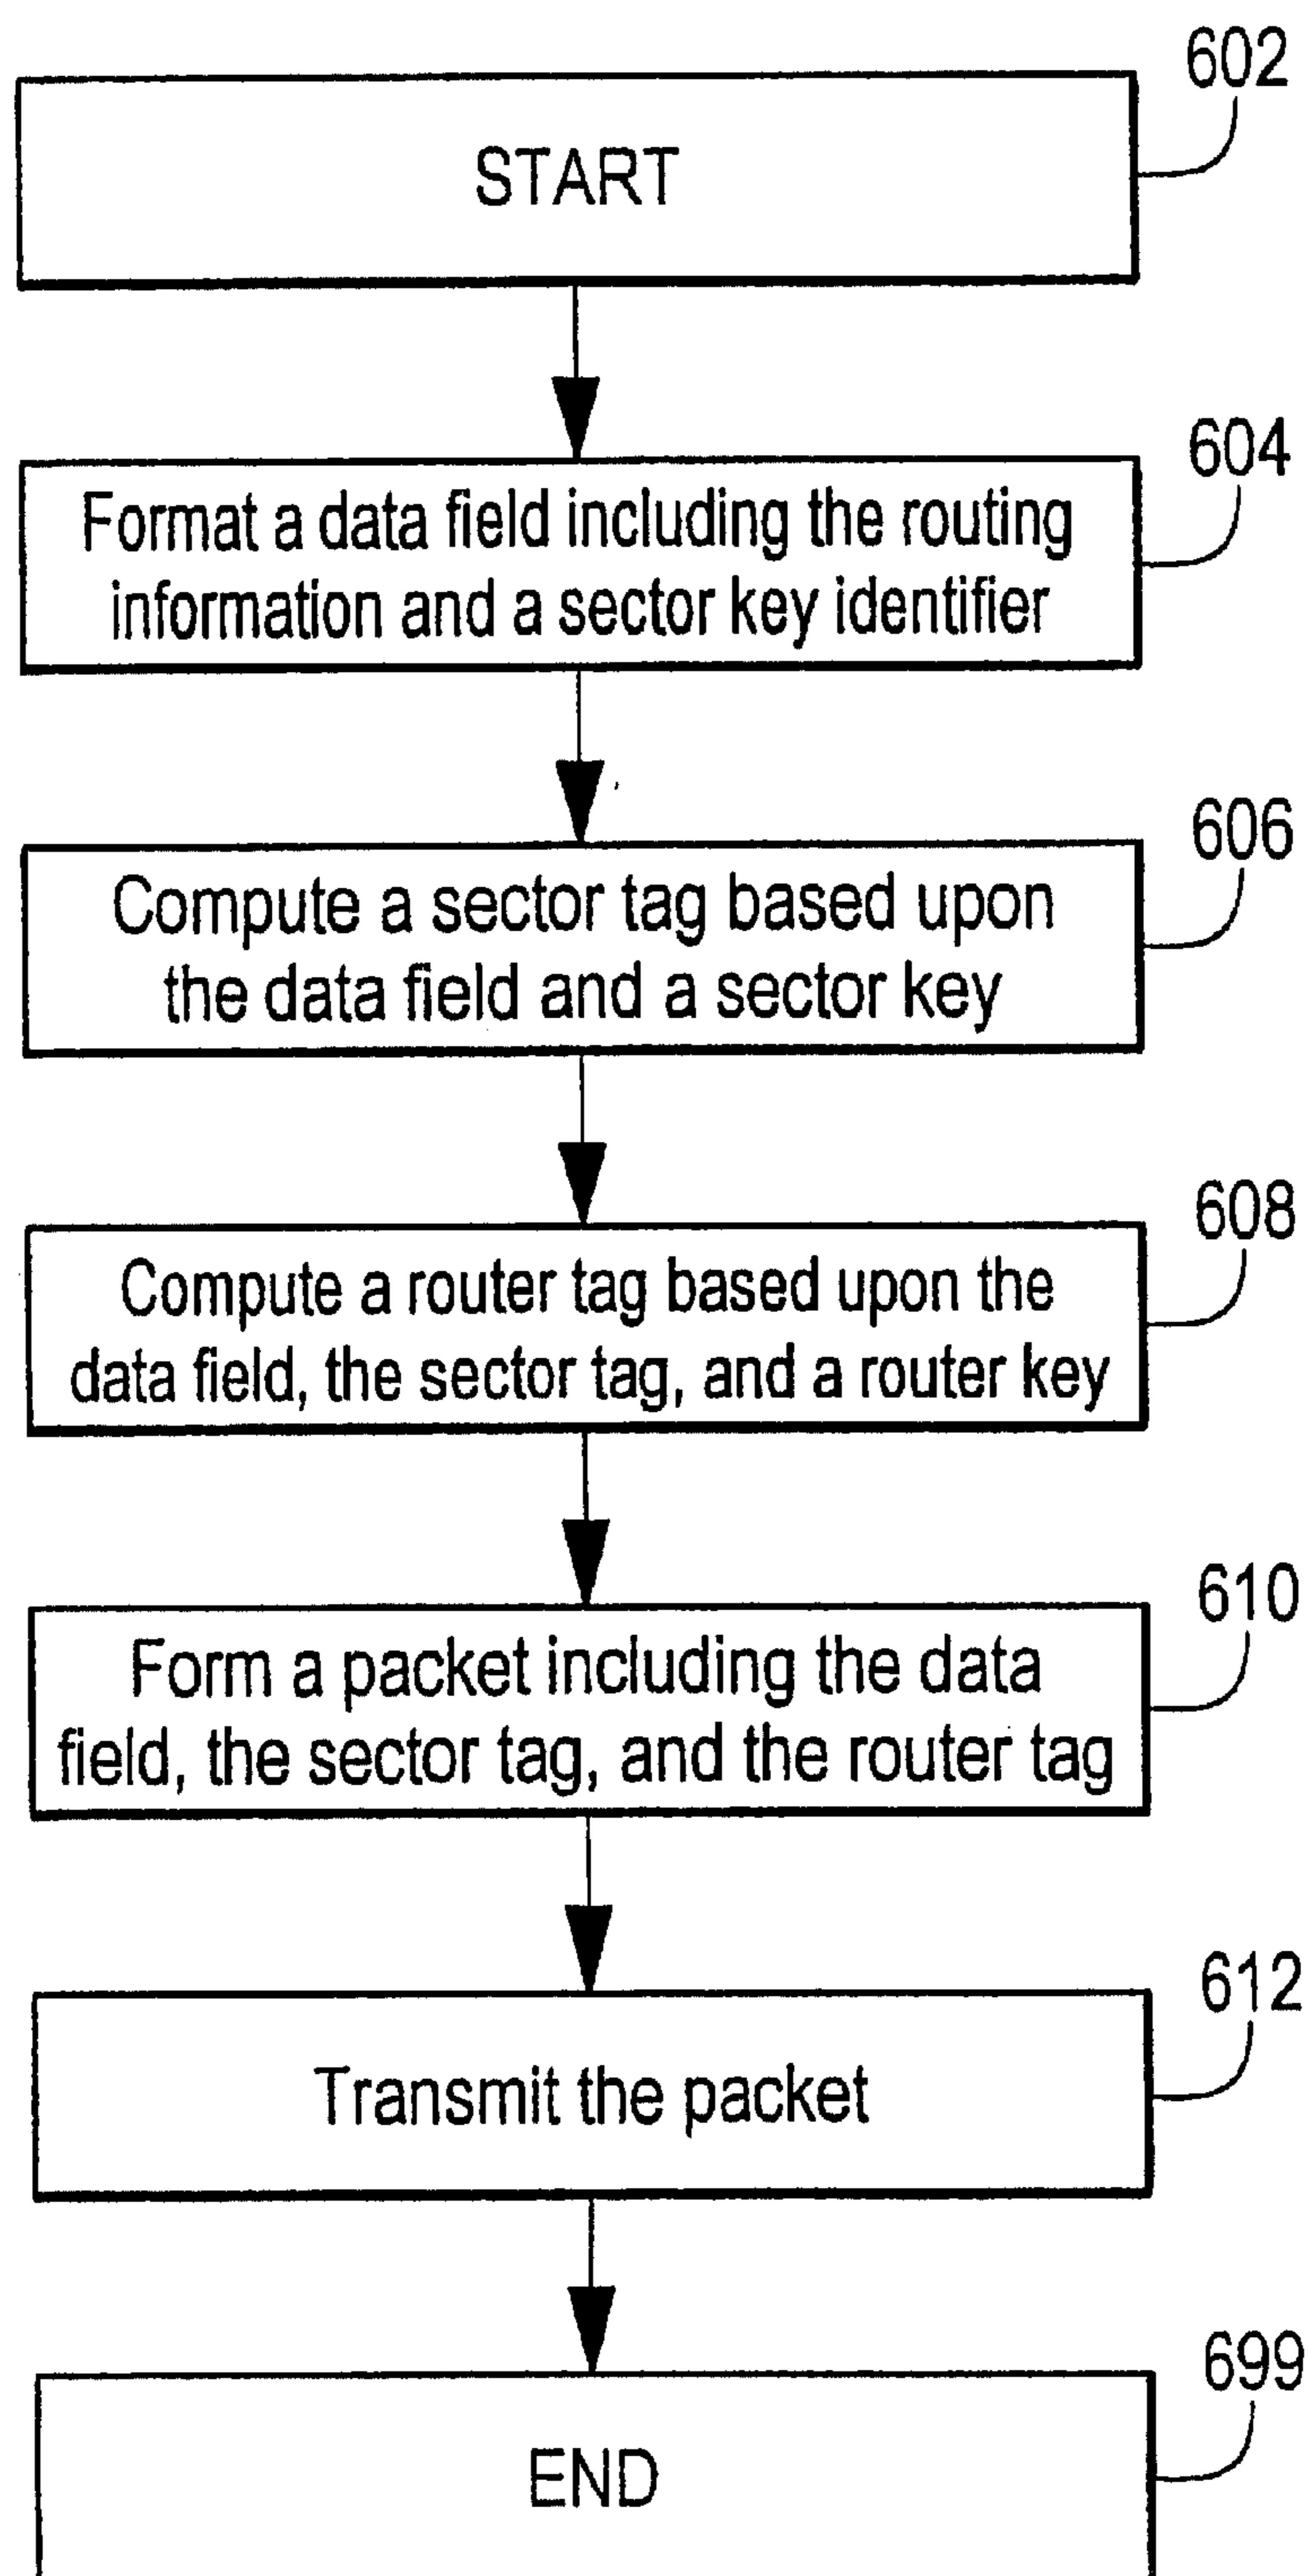 602
START
604
Format a data field including the routing
information and a sector key identifier
606
Compute a sector tag based upon
the data field and a sector key
608
Compute a router tag based upon the
data field, the sector tag, and a router key
610
Form a packet including the data
field, the sector tag, and the router tag
612
Transmit the packet
699
END